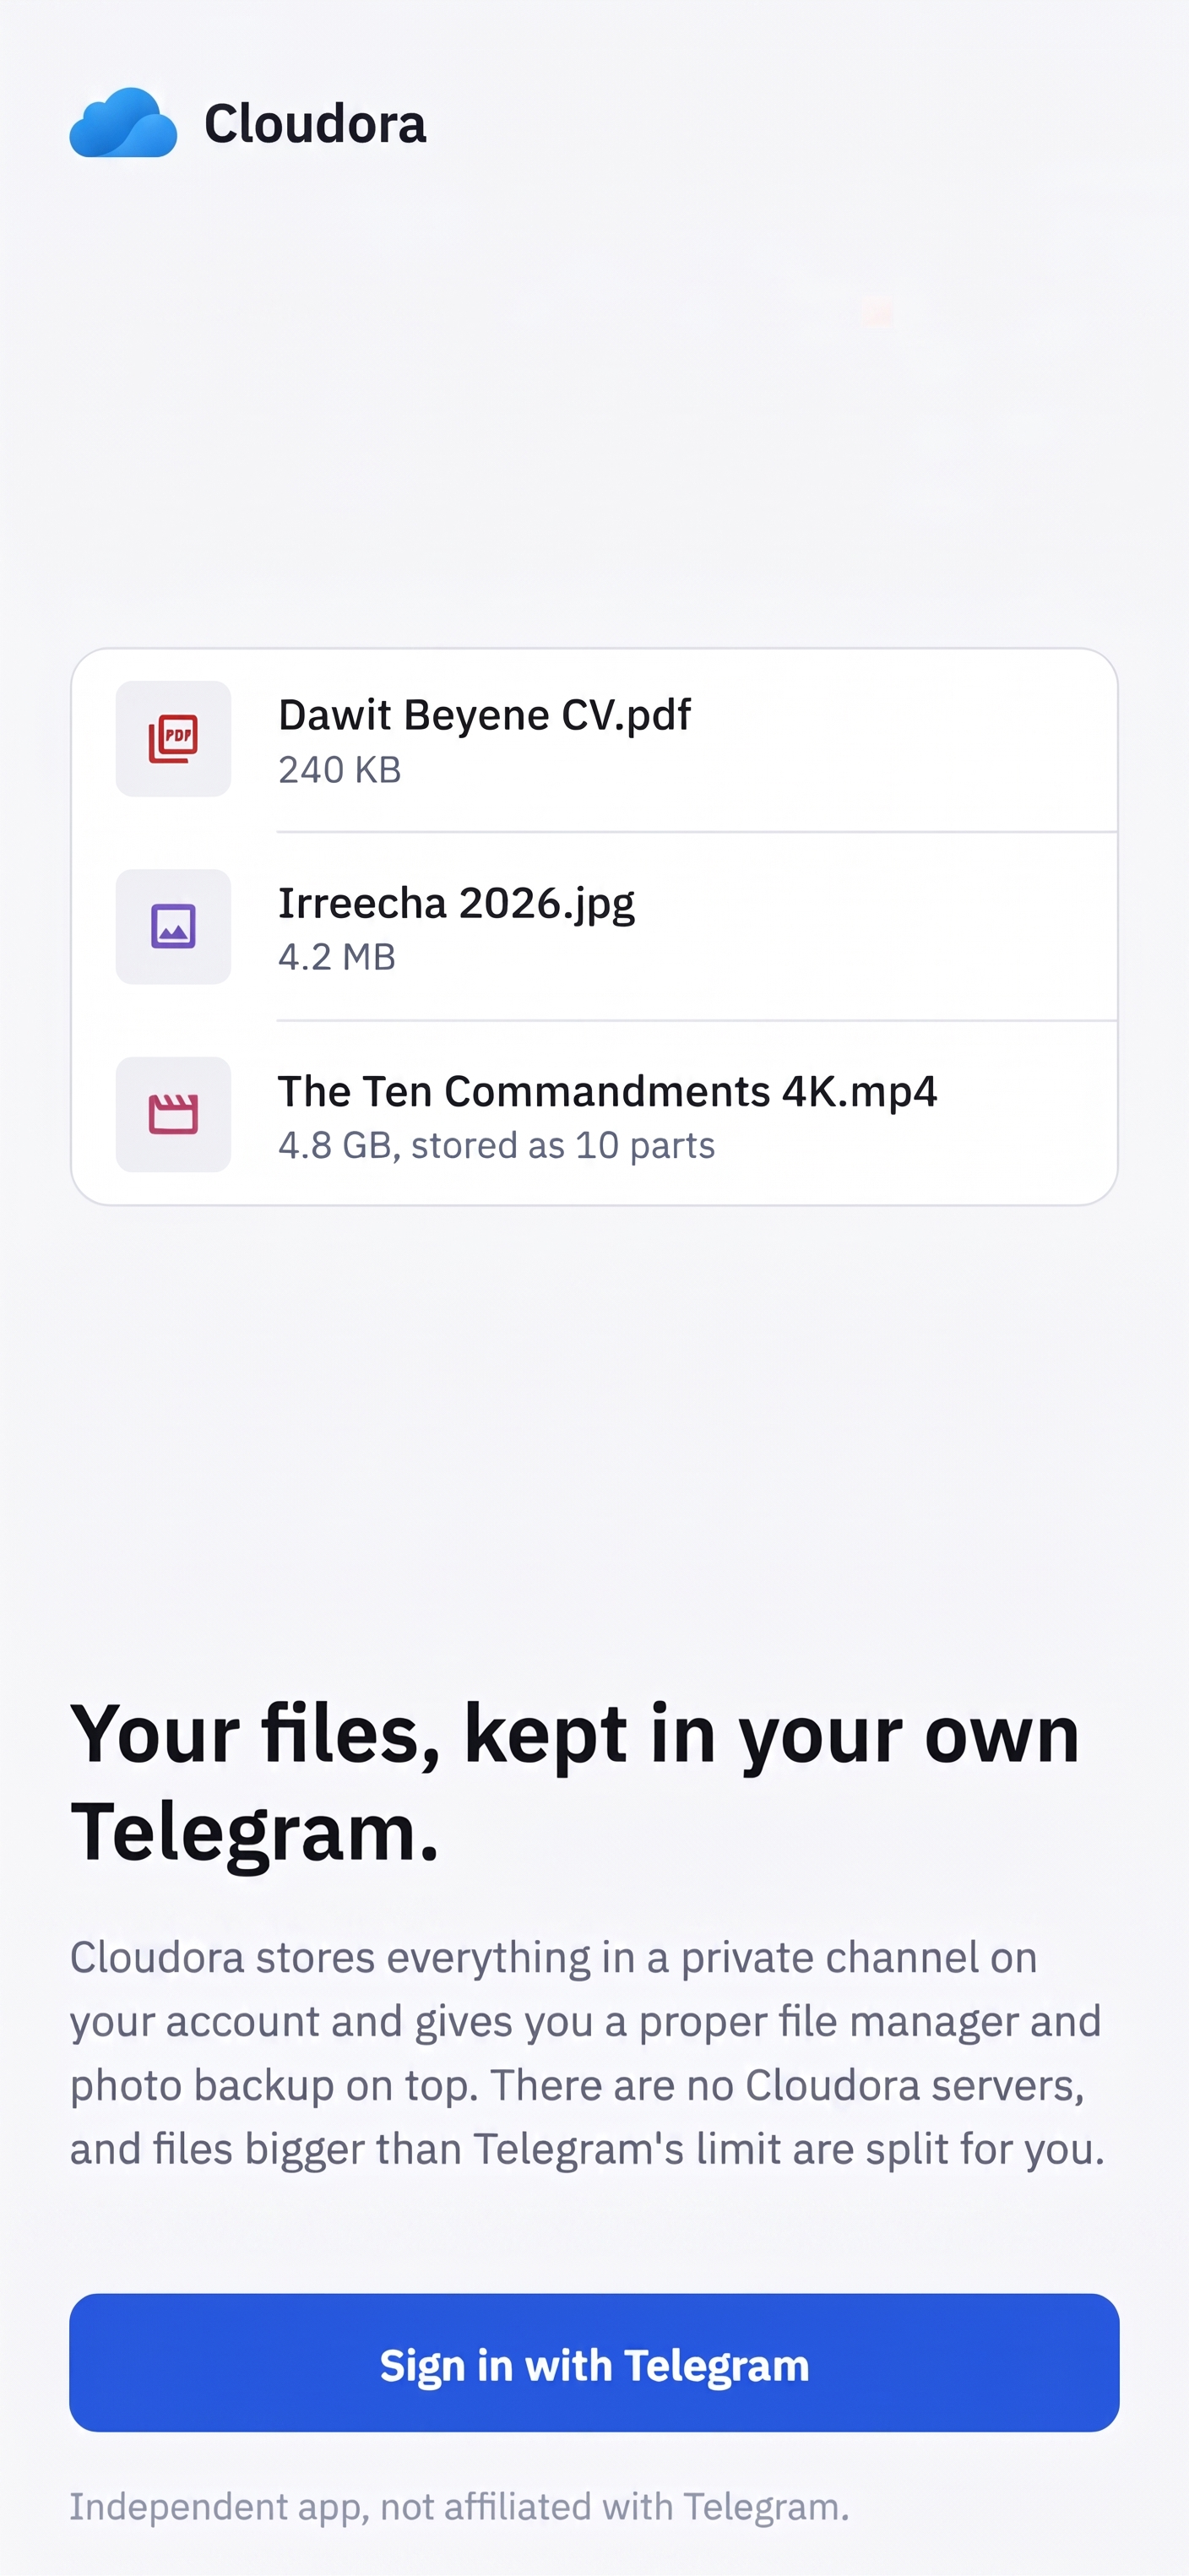 Cloudora
PDF
Dawit Beyene CV.pdf
240 KB
Irreecha 2026.jpg
4.2 MB
The Ten Commandments 4K.mp4
4.8 GB, stored as 10 parts
Your files, kept in your own
Telegram.
Cloudora stores everything in a private channel on
your account and gives you a proper file manager and
photo backup on top. There are no Cloudora servers,
and files bigger than Telegram's limit are split for you.
Sign in with Telegram
Independent app, not affiliated with Telegram.